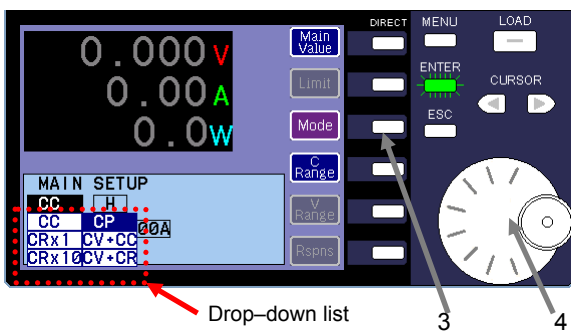 DIRECT MENU LOAD
0.000V
Main
Value
ENTER
0.00A
Limit
CURSOR
0.0W
Mode
ESC
C
Range
MAIN SETUP
CC H
V
Range
CC CP 00A
CRx1 CV+CC
CRx10 CV+CR
Rspns
Drop–down list
3
4